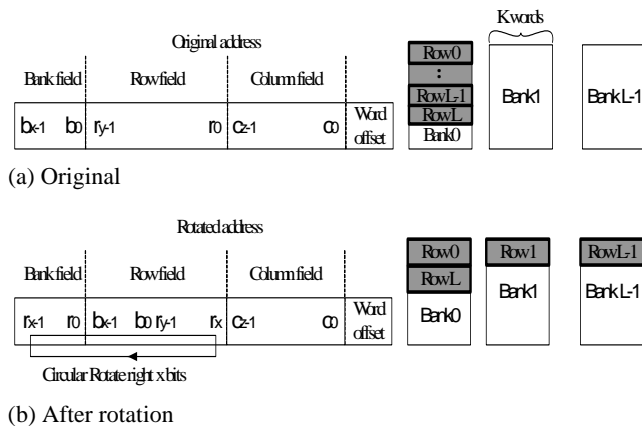 Original address
Bank field Row field Column field
bx-1 b0 ry-1 r0 cz-1 c0 Word offset
Row0
:
RowL-1
RowL
Bank0
K words
Bank1
Bank L-1
(a) Original
Rotated address
Bank field Row field Column field
rx-1 r0 bx-1 b0 ry-1 rx cz-1 c0 Word offset
Circular Rotate right x bits
Row0
RowL
Bank0
Row1
Bank1
RowL-1
Bank L-1
(b) After rotation